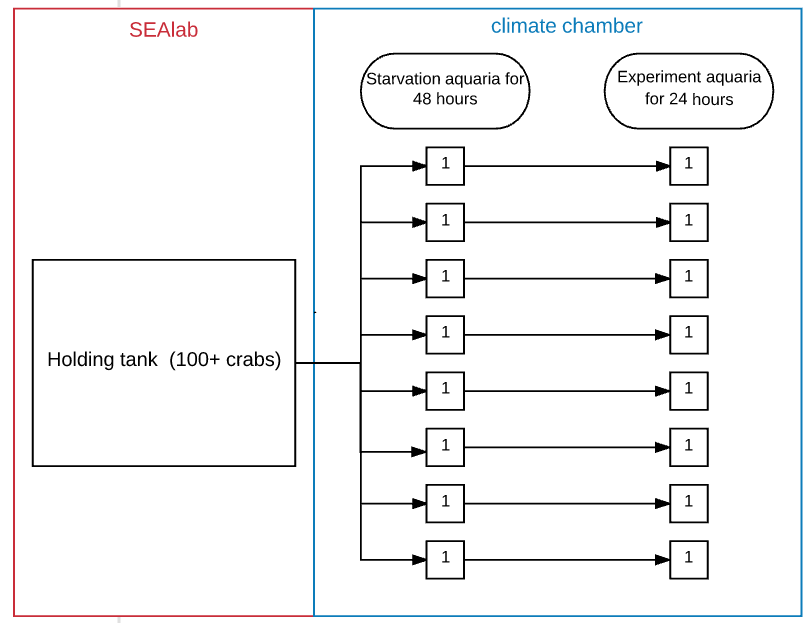 SEAlab
climate chamber
Starvation aquaria for
48 hours
Experiment aquaria
for 24 hours
1 1
1 1
1 1
1 1
Holding tank (100+ crabs)
1 1
1 1
1 1
1 1